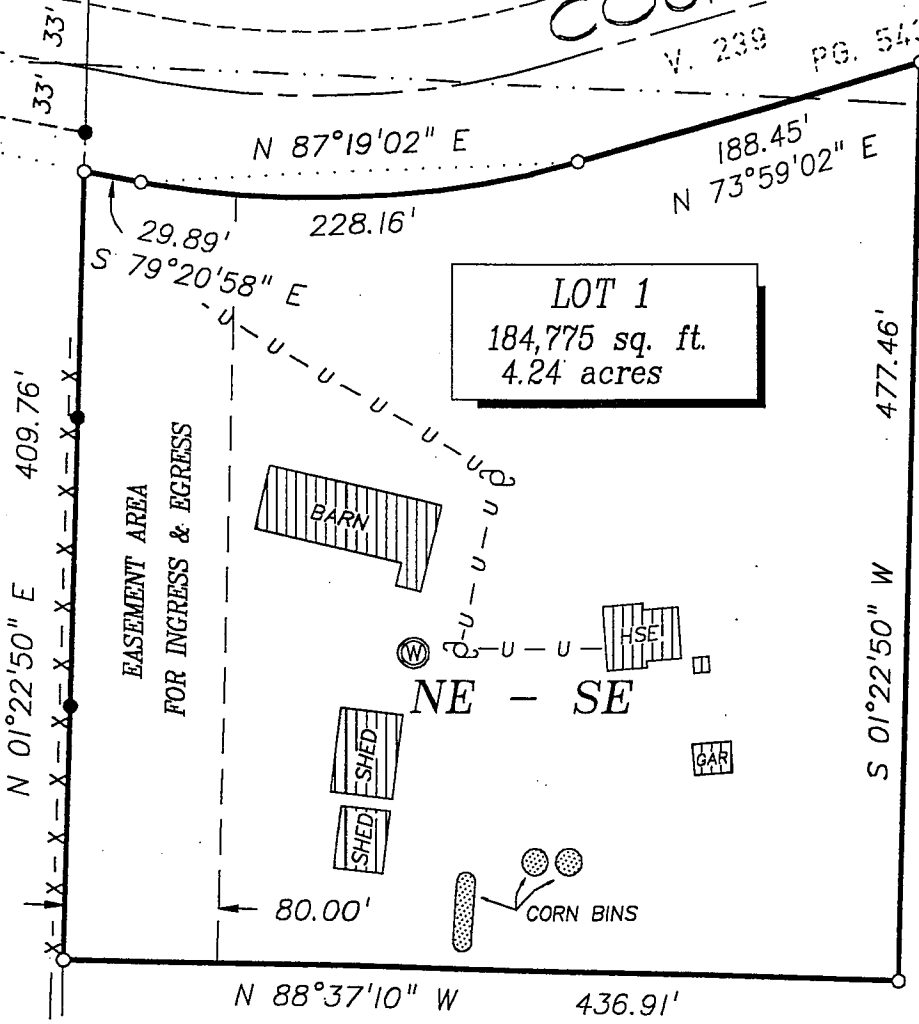 33'
33'
V. 239
PG. 543
N 87°19'02" E
188.45'
N 73°59'02" E
29.89'
S 79°20'58" E
228.16'
LOT 1
184,775 sq. ft.
4.24 acres
409.76'
N 01°22'50" E
477.46'
S 01°22'50" W
EASEMENT AREA
FOR INGRESS & EGRESS
U
U
U
U
U
U
U
U
U
U
U
BARN
W
HSE
NE - SE
SHED
SHED
GAR
80.00'
CORN BINS
N 88°37'10" W
436.91'
X
X
X
X
X
X
X
X
X
X
X